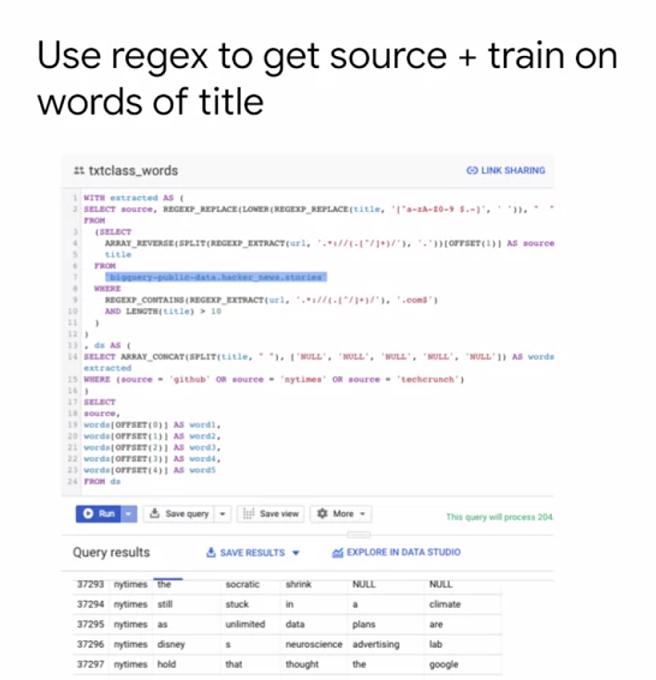 Use regex to get source + train on
words of title
txtclass_words
LINK SHARING
1 WITH extracted AS (
2 SELECT source, REGEXP_REPLACE(LOWER(REGEXP_REPLACE(title, '[^a-zA-Z0-9 $.-]', ' ')), " "
FROM
3 (SELECT
4 ARRAY_REVERSE(SPLIT(REGEXP_EXTRACT(url, '.*://(.[^/]+)/'), '.'))[OFFSET(1)] AS source
5 title
6 FROM
7 `bigquery-public-data.hacker_news.stories`
8 WHERE
9 REGEXP_CONTAINS(REGEXP_EXTRACT(url, '.*://(.[^/]+)/'), '.com$')
10 AND LENGTH(title) > 10
11 )
12 )
13 , ds AS (
14 SELECT ARRAY_CONCAT(SPLIT(title, " "), ['NULL', 'NULL', 'NULL', 'NULL', 'NULL']) AS words
extracted
15 WHERE (source = 'github' OR source = 'nytimes' OR source = 'techcrunch')
16 )
17 SELECT
18 source,
19 words[OFFSET(0)] AS word1,
20 words[OFFSET(1)] AS word2,
21 words[OFFSET(2)] AS word3,
22 words[OFFSET(3)] AS word4,
23 words[OFFSET(4)] AS word5
24 FROM ds
Run Save query Save view More This query will process 204.
Query results SAVE RESULTS EXPLORE IN DATA STUDIO
37293 nytimes the socratic shrink NULL NULL
37294 nytimes still stuck in a climate
37295 nytimes as unlimited data plans are
37296 nytimes disney s neuroscience advertising lab
37297 nytimes hold that thought the google